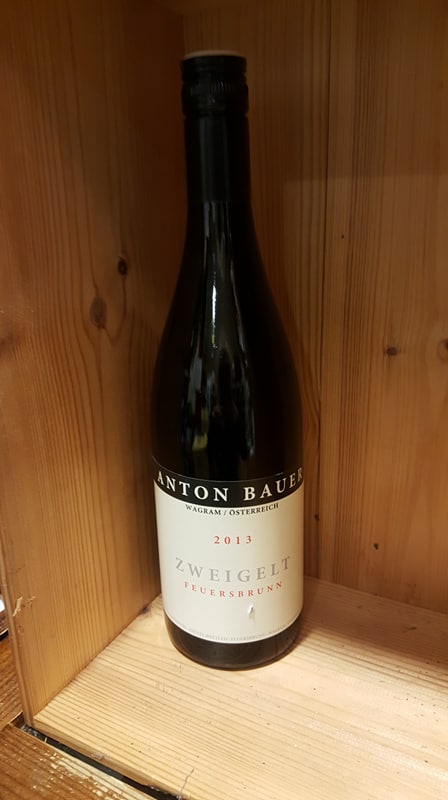 ANTON BAUER
WAGRAM / ÖSTERREICH
2013
ZWEIGELT
FEUERSBRUNN